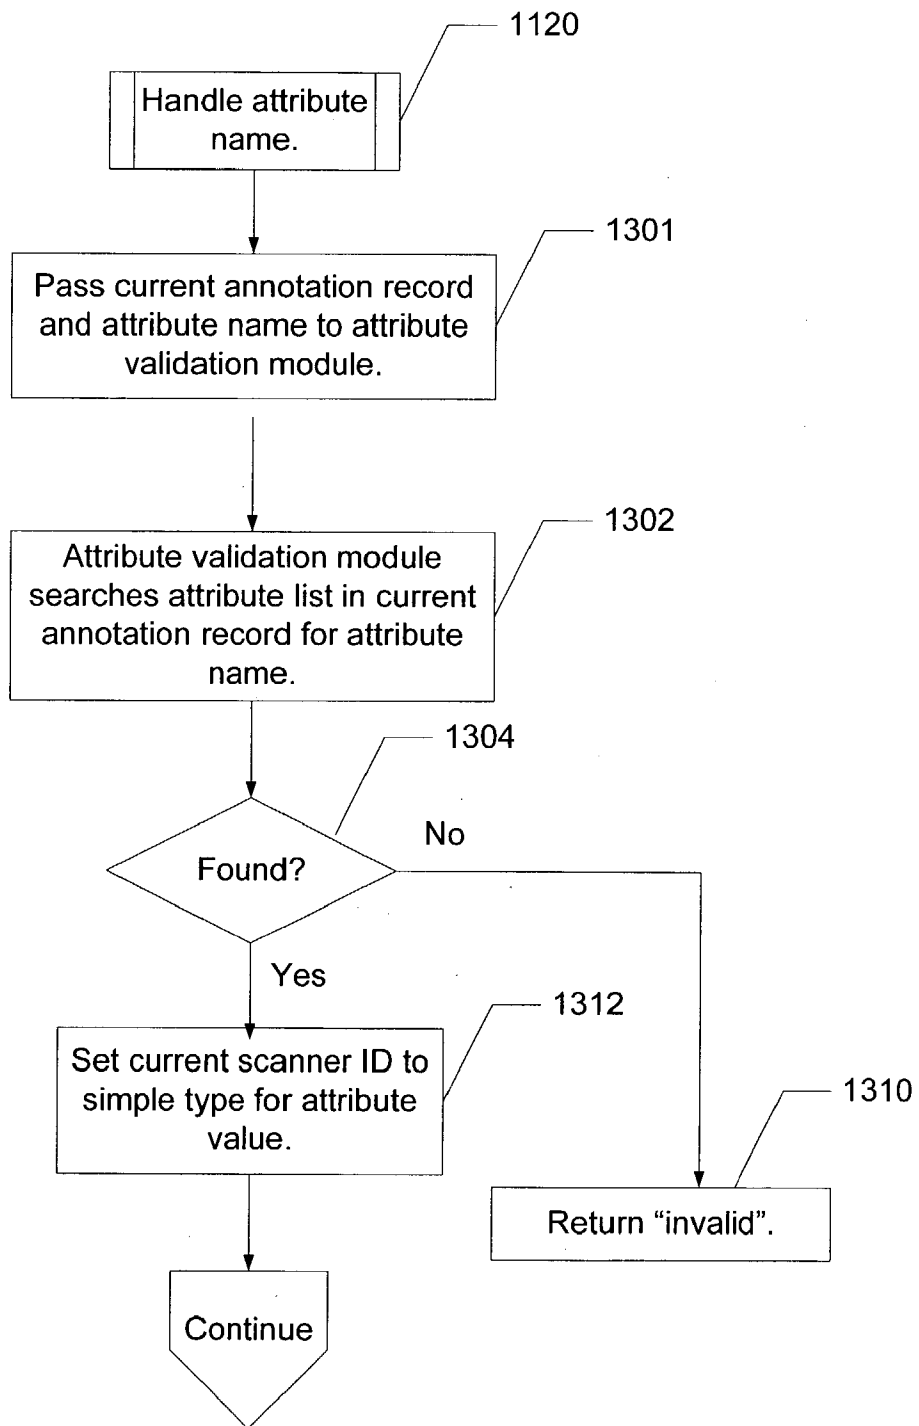 1120
Handle attribute
name.
1301
Pass current annotation record
and attribute name to attribute
validation module.
1302
Attribute validation module
searches attribute list in current
annotation record for attribute
name.
1304
No
Found?
Yes
1312
Set current scanner ID to
simple type for attribute
value.
1310
Return “invalid”.
Continue